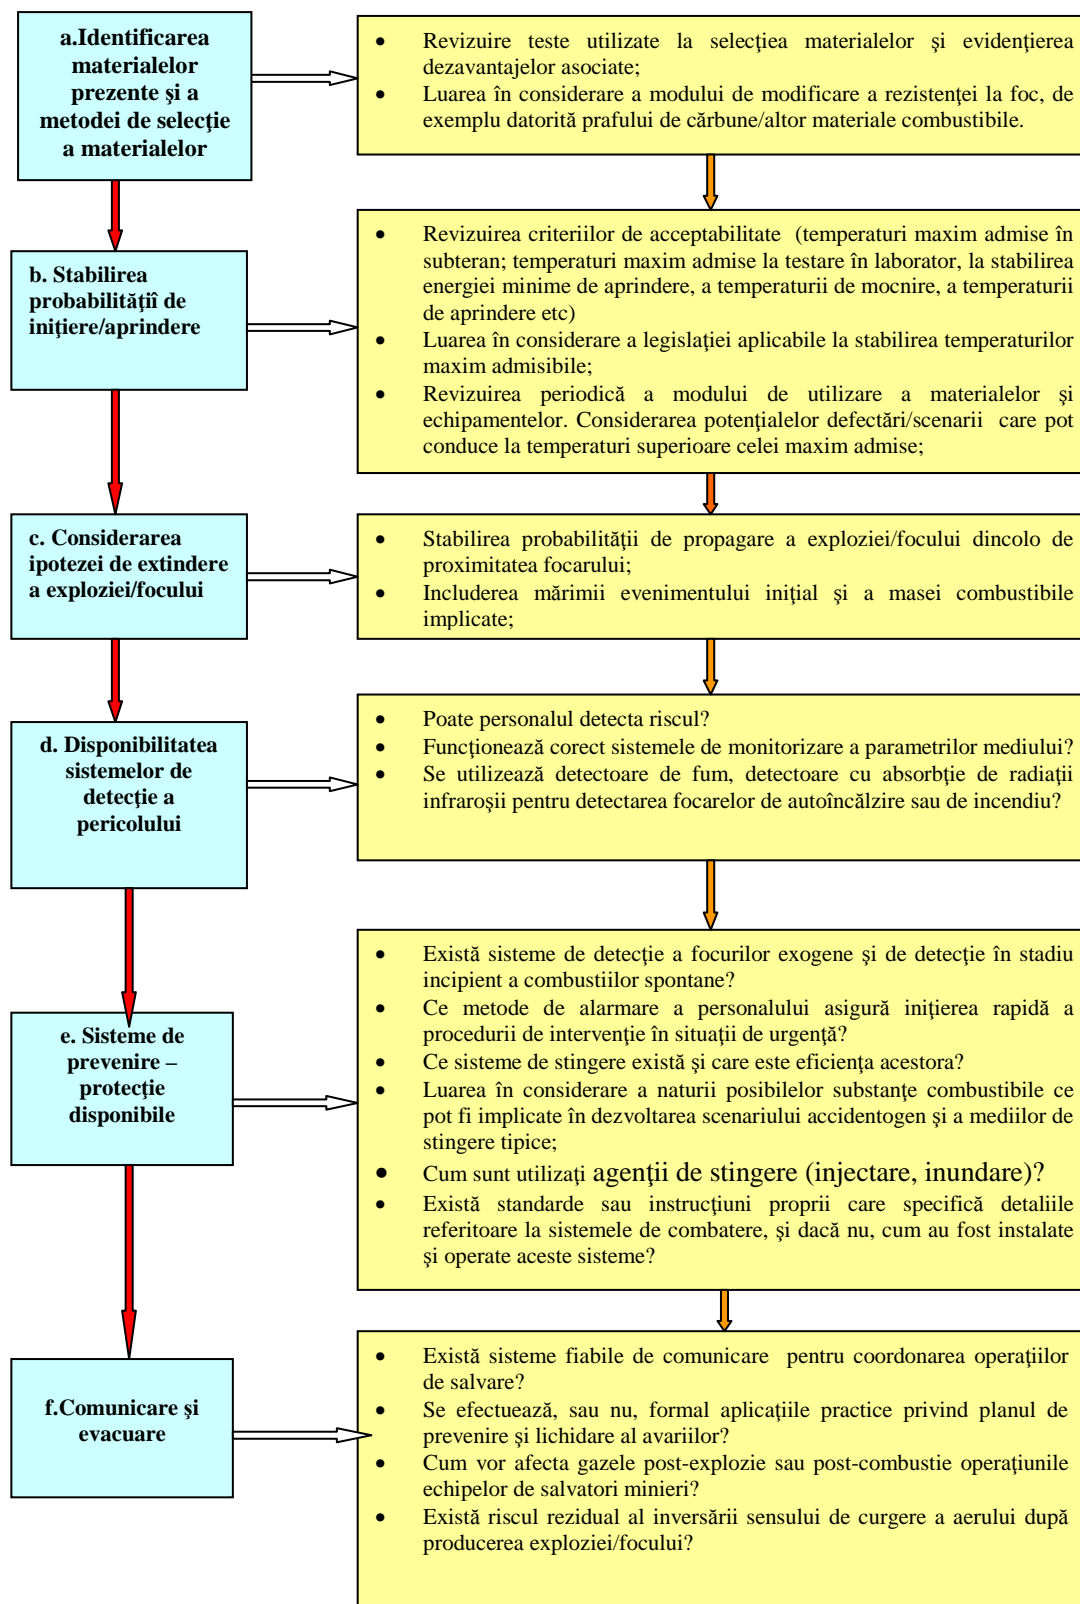 a.Identificarea
materialelor
prezente şi a
metodei de selecţie
a materialelor
• Revizuire teste utilizate la selecţiea materialelor şi evidenţierea
dezavantajelor asociate;
• Luarea în considerare a modului de modificare a rezistenţei la foc, de
exemplu datorită prafului de cărbune/altor materiale combustibile.
b. Stabilirea
probabilităţiî de
iniţiere/aprindere
• Revizuirea criteriilor de acceptabilitate (temperaturi maxim admise în
subteran; temperaturi maxim admise la testare în laborator, la stabilirea
energiei minime de aprindere, a temperaturii de mocnire, a temperaturii
de aprindere etc)
• Luarea în considerare a legislaţiei aplicabile la stabilirea temperaturilor
maxim admisibile;
• Revizuirea periodică a modului de utilizare a materialelor şi
echipamentelor. Considerarea potenţialelor defectări/scenarii care pot
conduce la temperaturi superioare celei maxim admise;
c. Considerarea
ipotezei de extindere
a exploziei/focului
• Stabilirea probabilităţii de propagare a exploziei/focului dincolo de
proximitatea focarului;
• Includerea mărimii evenimentului iniţial şi a masei combustibile
implicate;
d. Disponibilitatea
sistemelor de
detecţie a
pericolului
• Poate personalul detecta riscul?
• Funcţionează corect sistemele de monitorizare a parametrilor mediului?
• Se utilizează detectoare de fum, detectoare cu absorbţie de radiaţii
infraroşii pentru detectarea focarelor de autoîncălzire sau de incendiu?
e. Sisteme de
prevenire –
protecţie
disponibile
• Există sisteme de detecţie a focurilor exogene şi de detecţie în stadiu
incipient a combustiilor spontane?
• Ce metode de alarmare a personalului asigură iniţierea rapidă a
procedurii de intervenţie în situaţii de urgenţă?
• Ce sisteme de stingere există şi care este eficienţa acestora?
• Luarea în considerare a naturii posibilelor substanţe combustibile ce
pot fi implicate în dezvoltarea scenariului accidentogen şi a mediilor de
stingere tipice;
• Cum sunt utilizaţi agenţii de stingere (injectare, inundare)?
• Există standarde sau instrucţiuni proprii care specifică detaliile
referitoare la sistemele de combatere, şi dacă nu, cum au fost instalate
şi operate aceste sisteme?
f.Comunicare şi
evacuare
• Există sisteme fiabile de comunicare pentru coordonarea operaţiilor
de salvare?
• Se efectuează, sau nu, formal aplicaţiile practice privind planul de
prevenire şi lichidare al avariilor?
• Cum vor afecta gazele post-explozie sau post-combustie operaţiunile
echipelor de salvatori minieri?
• Există riscul rezidual al inversării sensului de curgere a aerului după
producerea exploziei/focului?